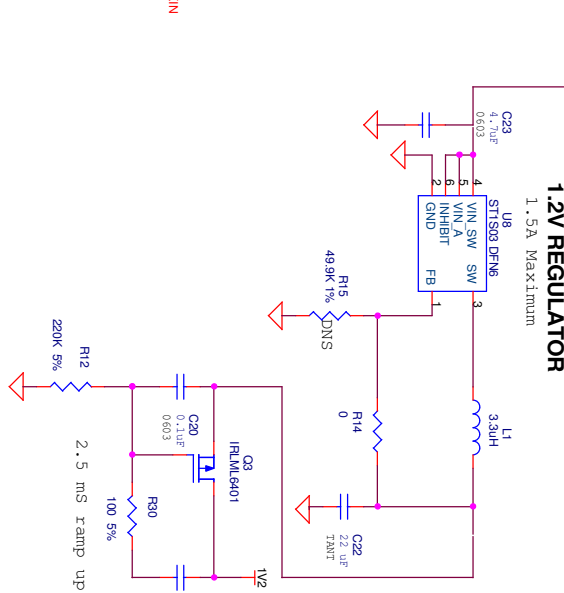 1.2V REGULATOR
1.5A Maximum
C23
4.7uF
0603
U8
ST1S03 DFN6
4
5
6
2
VIN_SW
VIN_A
INHIBIT
GND
SW
FB
3
1
L1
3.3uH
R15
49.9K 1%
DNS
R14
0
C22
22 uF
TANT
Q3
IRLML6401
C20
0.1uF
0603
R12
220K 5%
R30
100 5%
1V2
2.5 mS ramp up